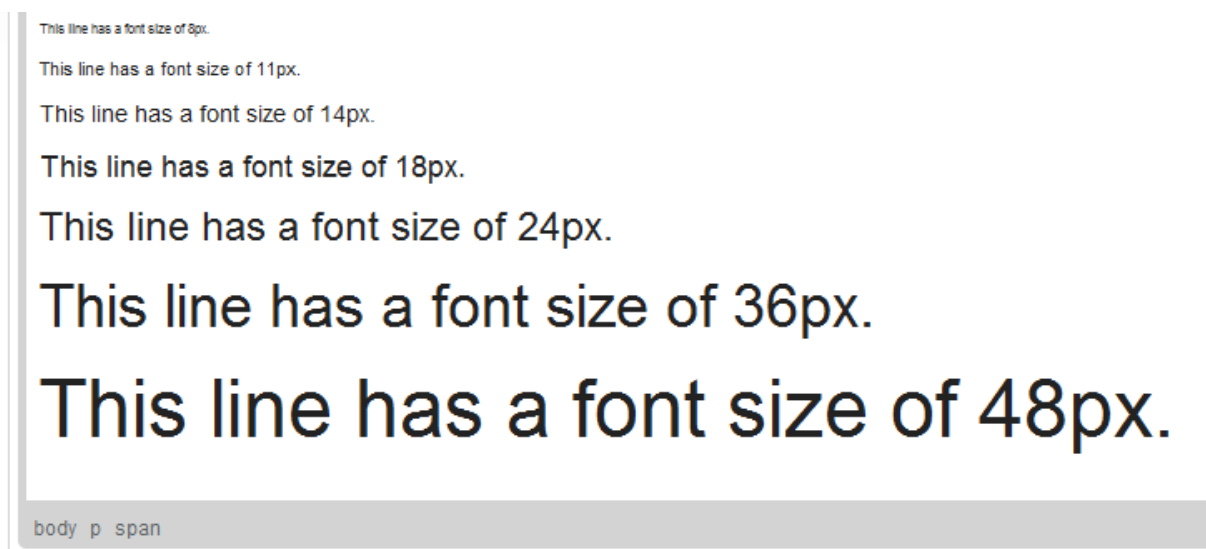 This line has a font size of 8px.
This line has a font size of 11px.
This line has a font size of 14px.
This line has a font size of 18px.
This line has a font size of 24px.
This line has a font size of 36px.
This line has a font size of 48px.
body p span